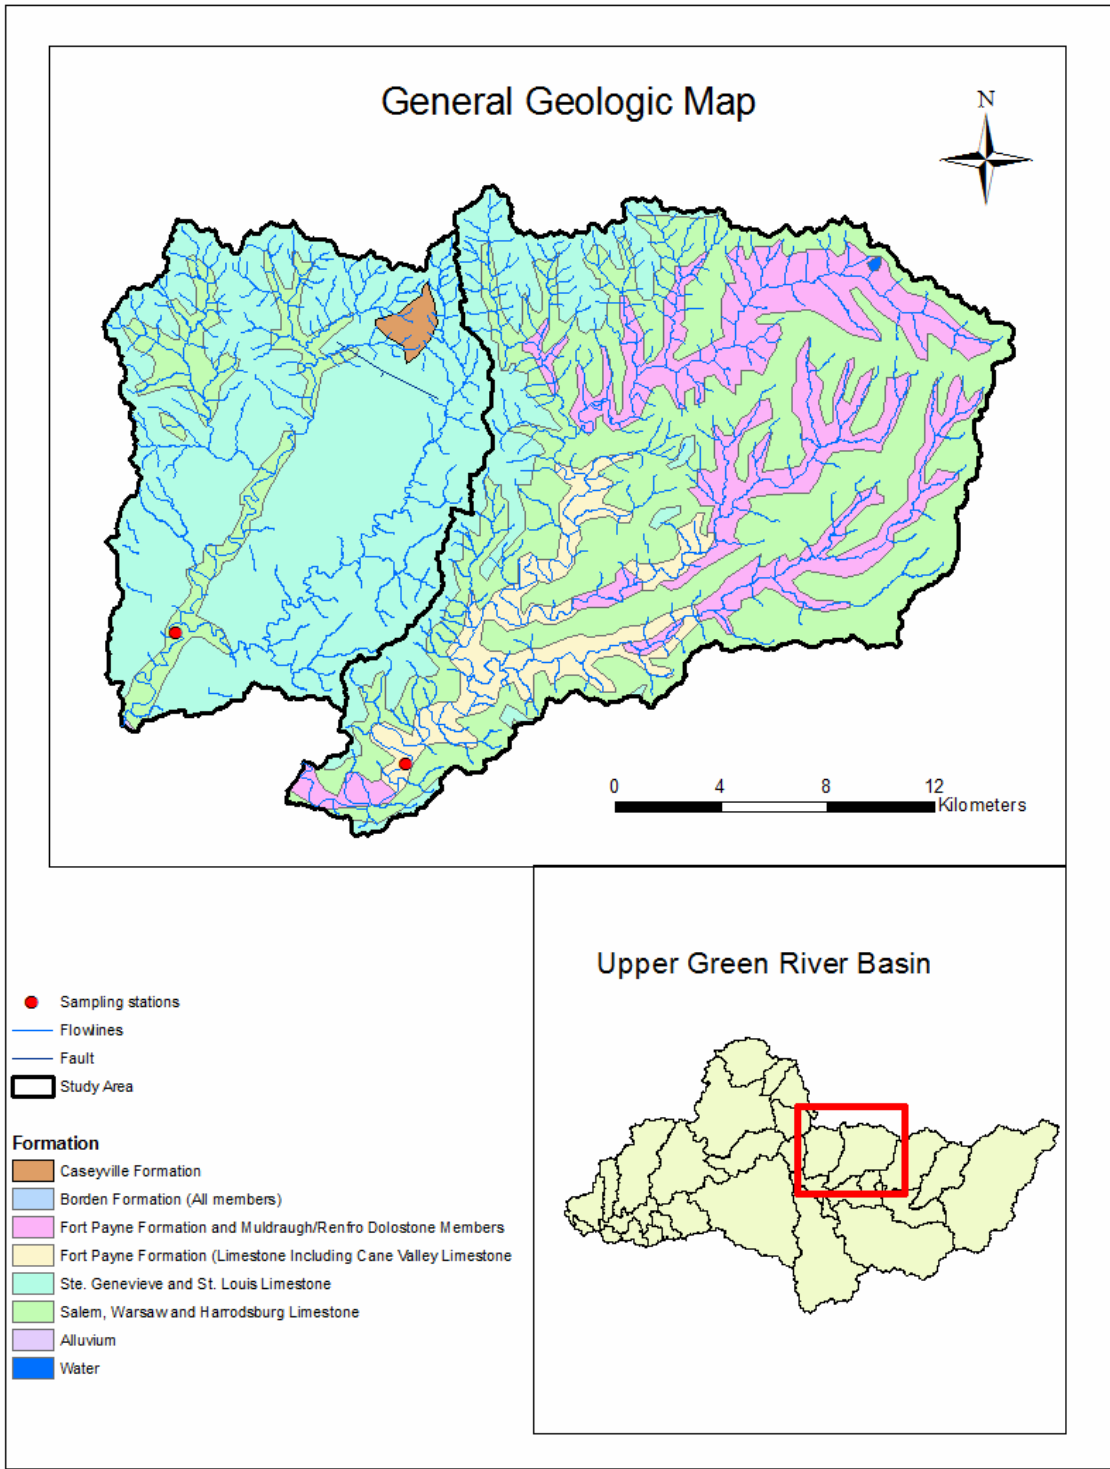 General Geologic Map
N
0 4 8 12
Kilometers
Sampling stations
Flowlines
Fault
Study Area
Formation
Caseyville Formation
Borden Formation (All members)
Fort Payne Formation and Muldraugh/Renfro Dolostone Members
Fort Payne Formation (Limestone Including Cane Valley Limestone
Ste. Genevieve and St. Louis Limestone
Salem, Warsaw and Harrodsburg Limestone
Alluvium
Water
Upper Green River Basin